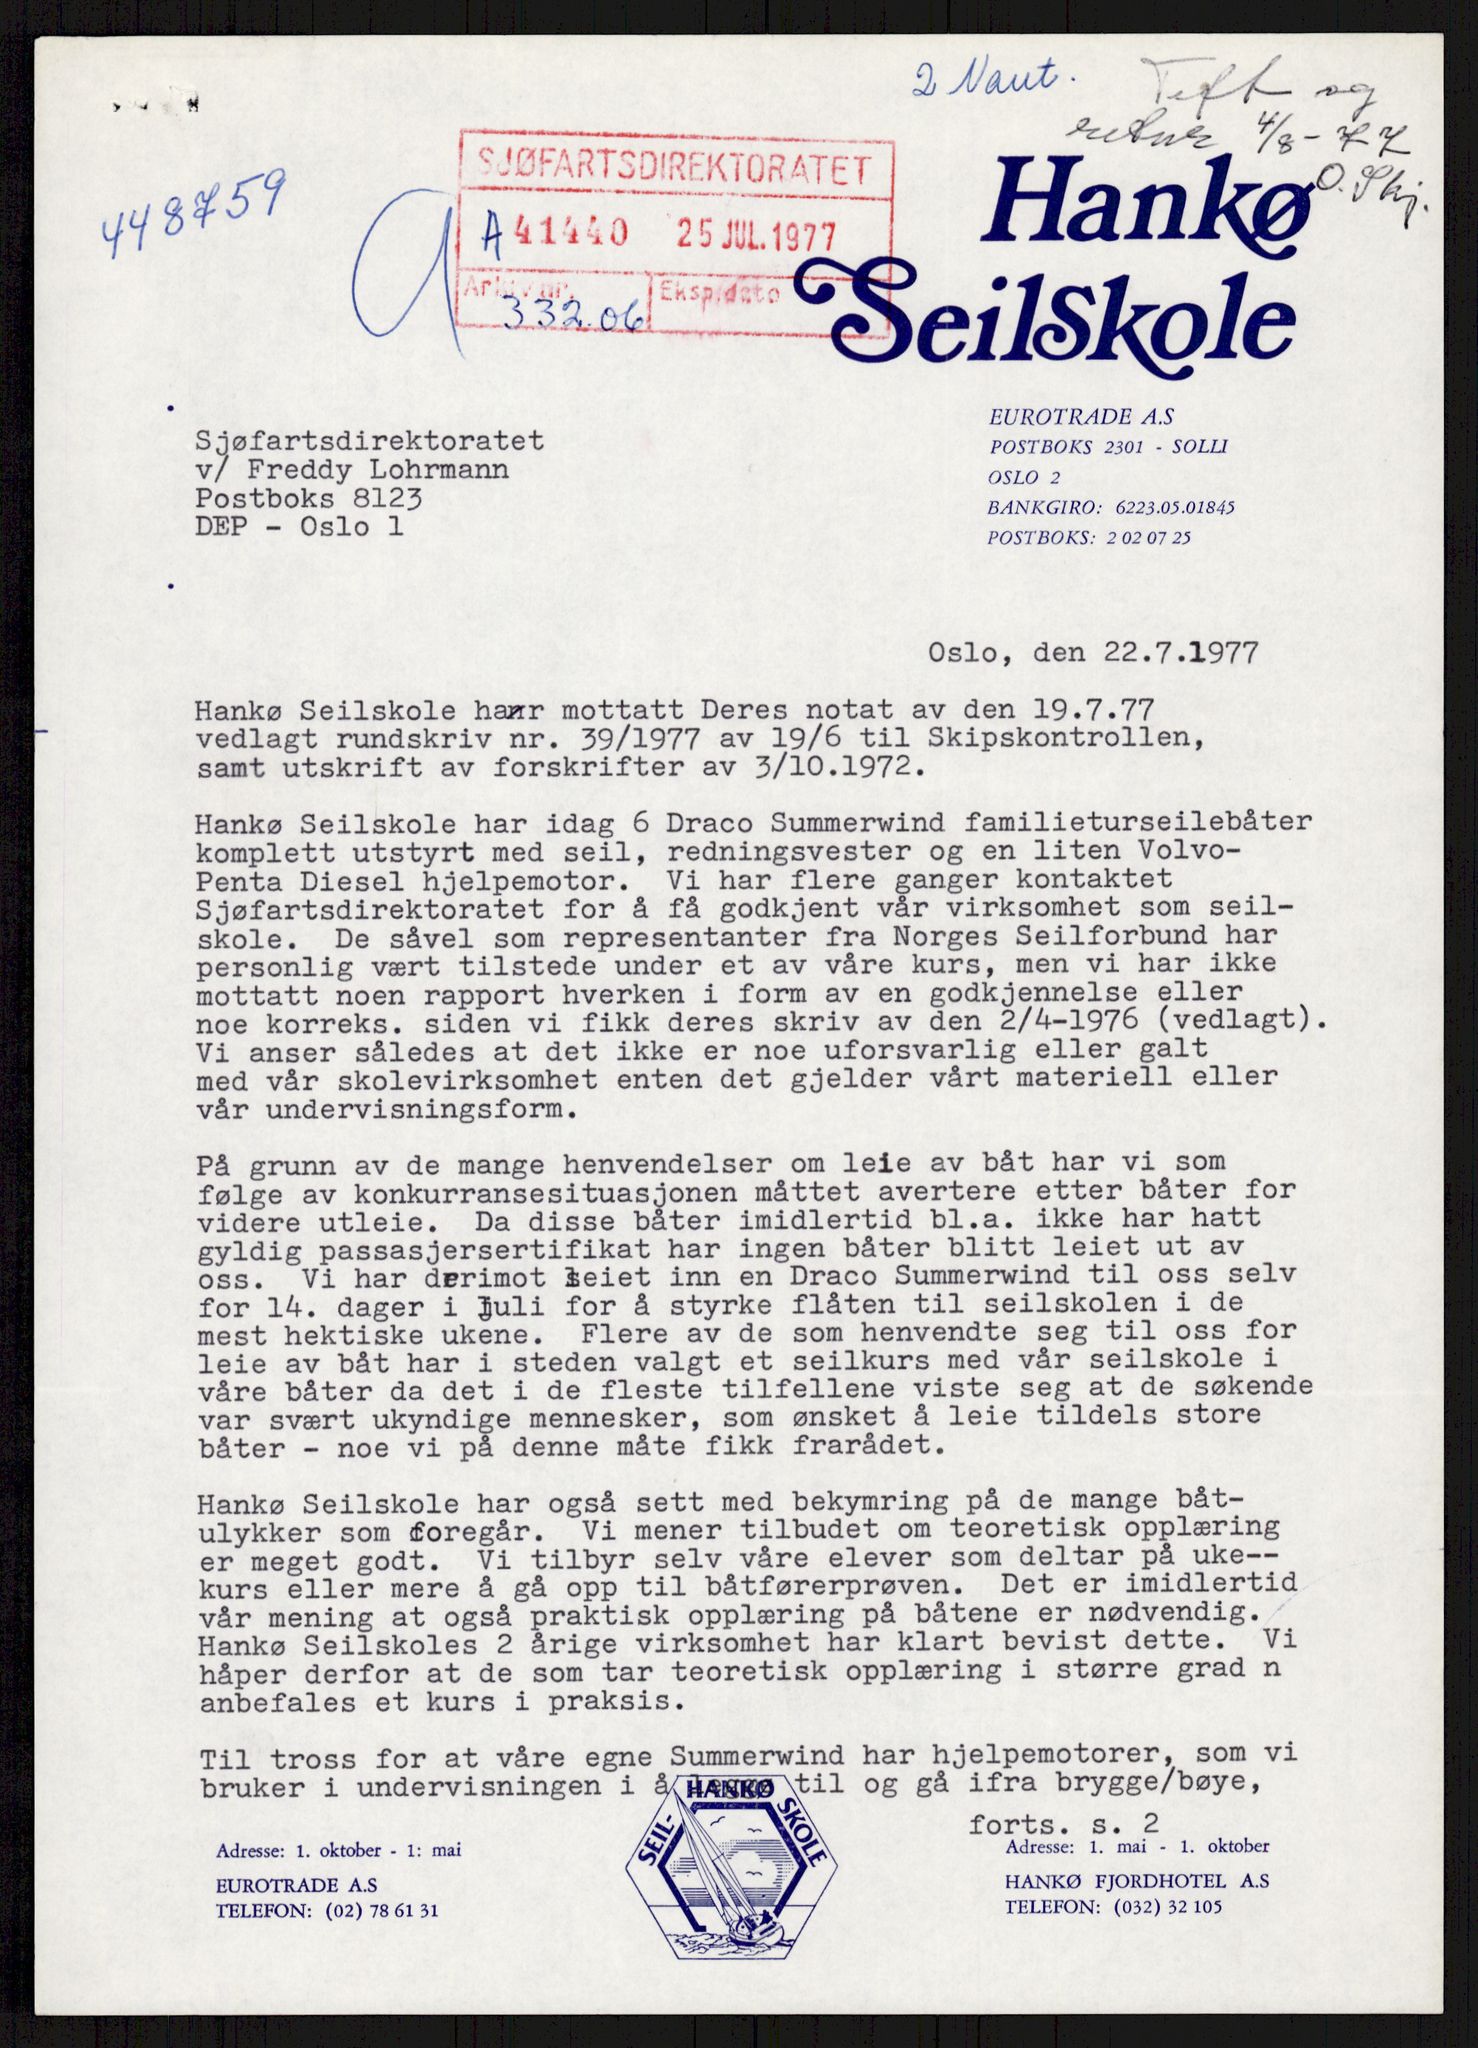 2 Naut.
og
retur 4/8-77
O. Skj.
448759
SJØFARTSDIREKTORATET
A 41440 25 JUL. 1977
Arkiv nr. Eksp. dato
332.06
Hankø
Seilskole
EUROTRADE A.S
POSTBOKS 2301 - SOLLI
OSLO 2
BANKGIRO: 6223.05.01845
POSTBOKS: 2 02 07 25
Sjøfartsdirektoratet
v/ Freddy Lohrmann
Postboks 8123
DEP - Oslo 1
Oslo, den 22.7.1977
Hankø Seilskole har mottatt Deres notat av den 19.7.77
vedlagt rundskriv nr. 39/1977 av 19/6 til Skipskontrollen,
samt utskrift av forskrifter av 3/10.1972.
Hankø Seilskole har idag 6 Draco Summerwind familieturseilebåter
komplett utstyrt med seil, redningsvester og en liten Volvo-
Penta Diesel hjelpemotor. Vi har flere ganger kontaktet
Sjøfartsdirektoratet for å få godkjent vår virksomhet som seil-
skole. De såvel som representanter fra Norges Seilforbund har
personlig vært tilstede under et av våre kurs, men vi har ikke
mottatt noen rapport hverken i form av en godkjennelse eller
noe korreks. siden vi fikk deres skriv av den 2/4-1976 (vedlagt).
Vi anser således at det ikke er noe uforsvarlig eller galt
med vår skolevirksomhet enten det gjelder vårt materiell eller
vår undervisningsform.
På grunn av de mange henvendelser om leie av båt har vi som
følge av konkurransesituasjonen måttet avertere etter båter for
videre utleie. Da disse båter imidlertid bl.a. ikke har hatt
gyldig passasjersertifikat har ingen båter blitt leiet ut av
oss. Vi har derimot leiet inn en Draco Summerwind til oss selv
for 14. dager i juli for å styrke flåten til seilskolen i de
mest hektiske ukene. Flere av de som henvendte seg til oss for
leie av båt har i steden valgt et seilkurs med vår seilskole i
våre båter da det i de fleste tilfellene viste seg at de søkende
var svært ukyndige mennesker, som ønsket å leie tildels store
båter - noe vi på denne måte fikk frarådet.
Hankø Seilskole har også sett med bekymring på de mange båt-
ulykker som foregår. Vi mener tilbudet om teoretisk opplæring
er meget godt. Vi tilbyr selv våre elever som deltar på uke--
kurs eller mere å gå opp til båtførerprøven. Det er imidlertid
vår mening at også praktisk opplæring på båtene er nødvendig.
Hankø Seilskoles 2 årige virksomhet har klart bevist dette. Vi
håper derfor at de som tar teoretisk opplæring i større grad n
anbefales et kurs i praksis.
Til tross for at våre egne Summerwind har hjelpemotorer, som vi
bruker i undervisningen i å legge til og gå ifra brygge/bøye,
forts. s. 2
Adresse: 1. oktober - 1: mai
EUROTRADE A.S
TELEFON: (02) 78 61 31
SEIL- HANKØ SKOLE
Adresse: 1. mai - 1. oktober
HANKØ FJORDHOTEL A.S
TELEFON: (032) 32 105